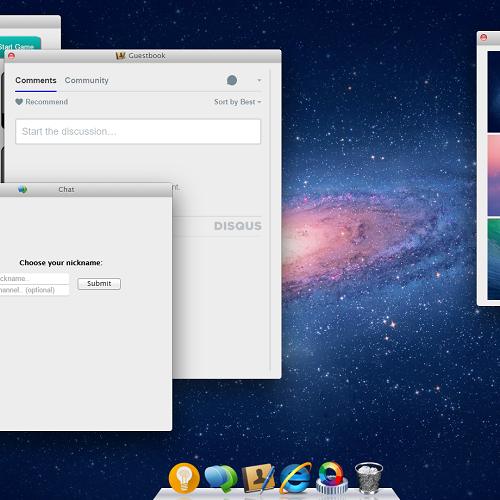 Start Game
Guestbook
Comments Community
Recommend Sort by Best
Start the discussion...
nt.
DISQUS
Chat
Choose your nickname:
ickname..
hannel.. (optional)
Submit